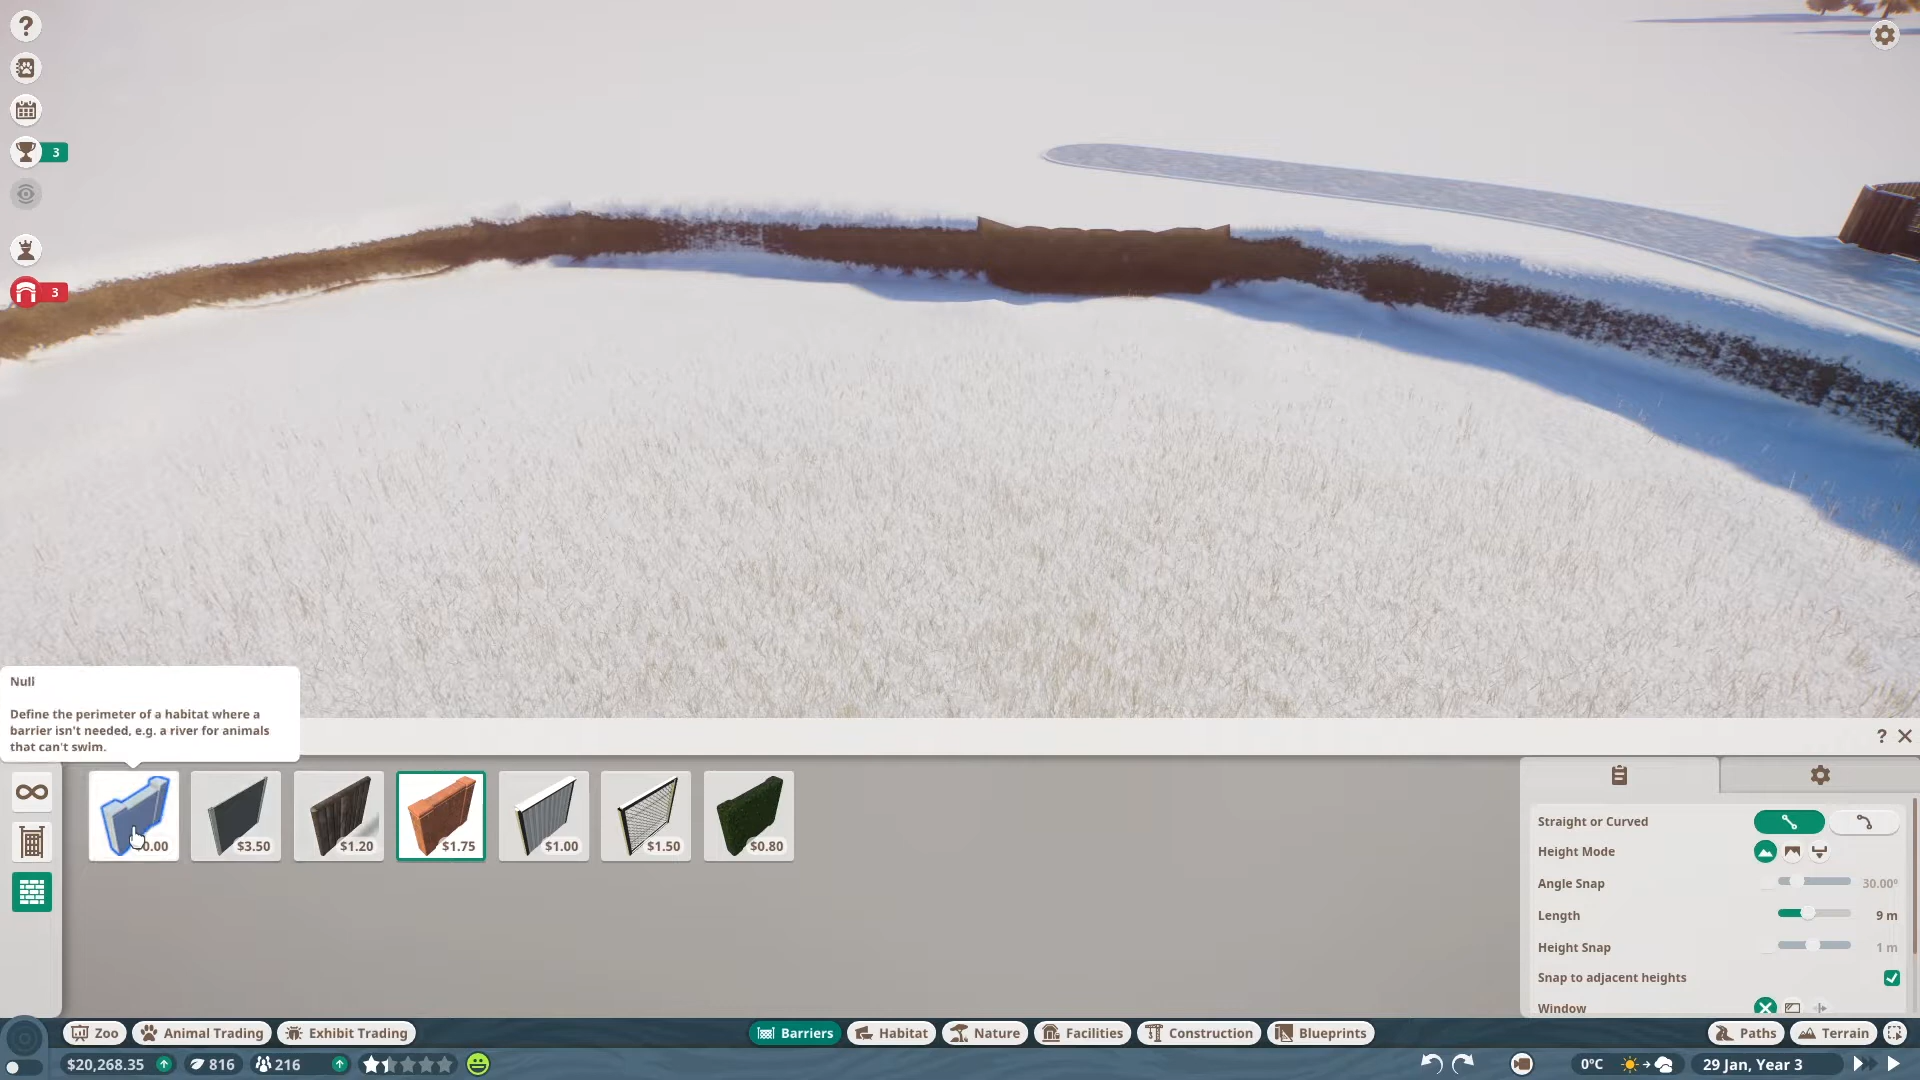 ?
3
3
Null
Define the perimeter of a habitat where a
barrier isn't needed, e.g. a river for animals
that can't swim.
?
$3.50
$1.20
$1.75
$1.00
$1.50
$0.80
Straight or Curved
Height Mode
Angle Snap 30.00°
Length 9 m
Height Snap 1 m
Snap to adjacent heights
Window
Zoo Animal Trading Exhibit Trading Barriers Habitat Nature Facilities Construction Blueprints Paths Terrain
$20,268.35 816 216 0°C 29 Jan, Year 3